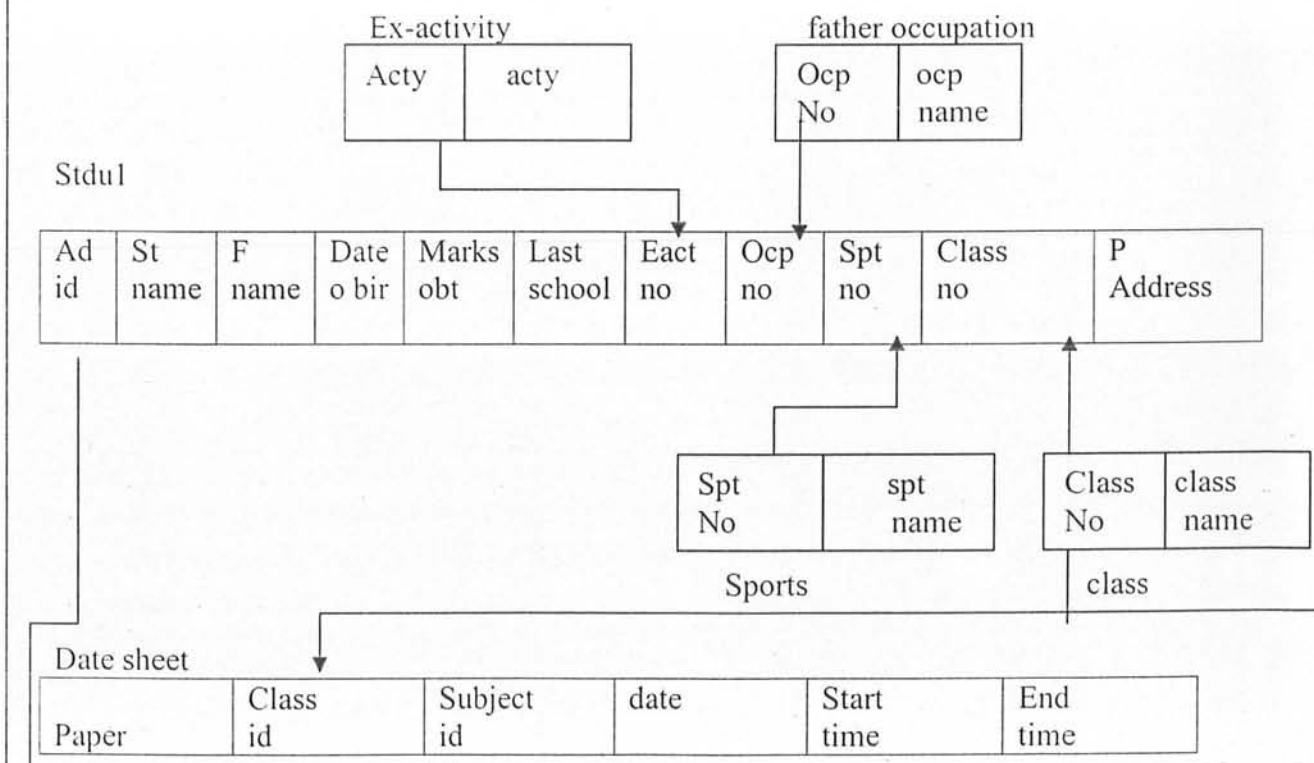 Ex-activity father occupation
Acty acty Ocp ocp
No name
Stdu1
Ad St F Date Marks Last Eact Ocp Spt Class P
id name name o bir obt school no no no no Address
Spt spt Class class
No name No name
Sports class
Date sheet
Class Subject date Start End
Paper id id time time